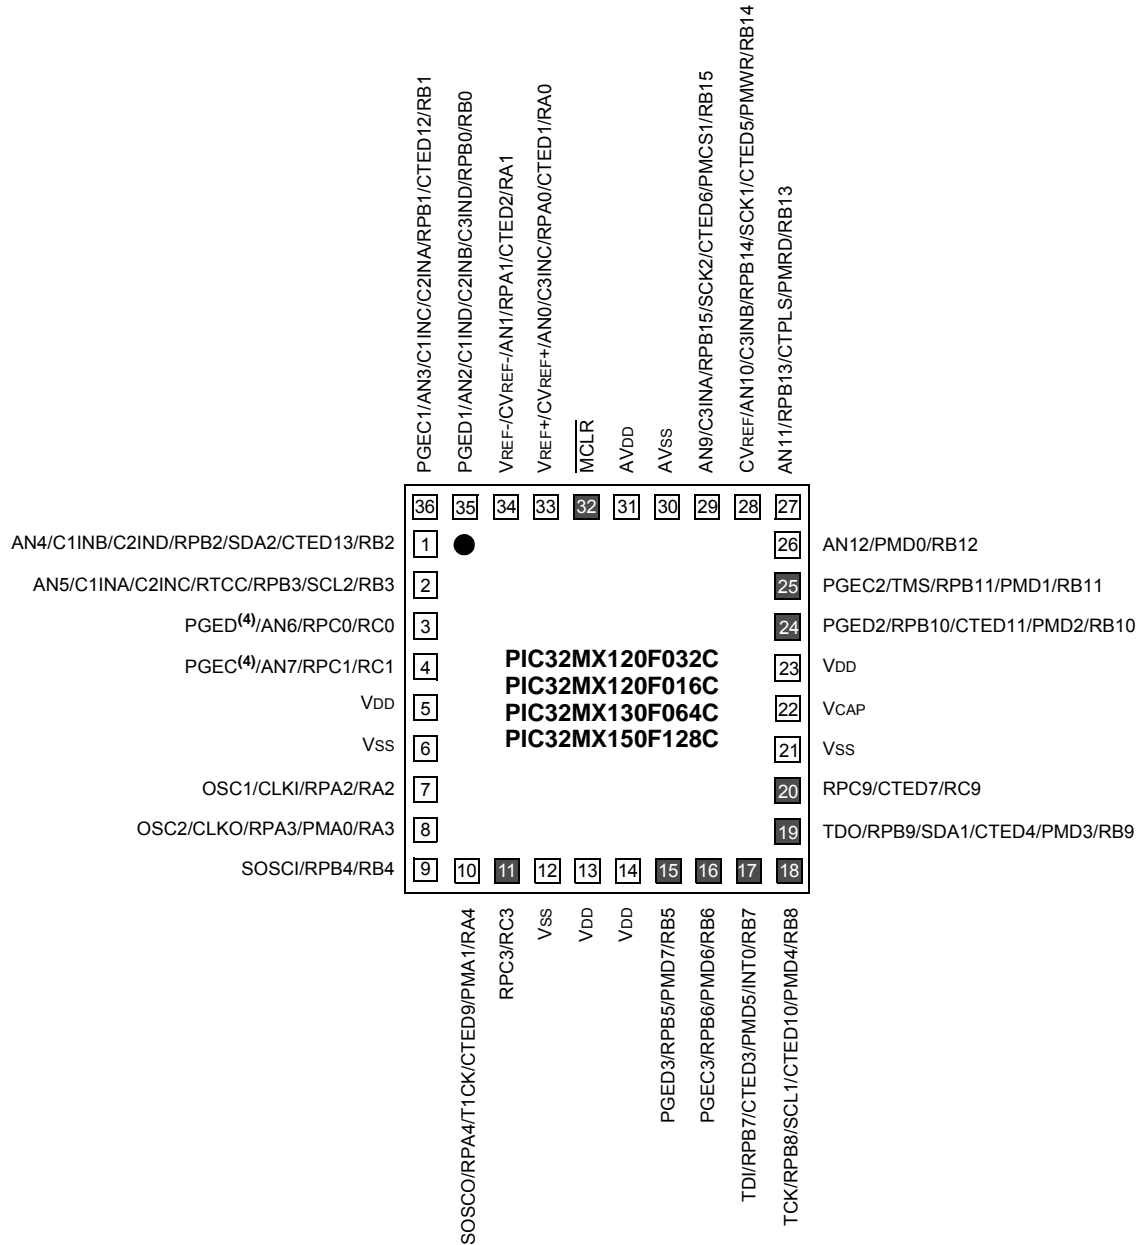 PGEC1/AN3/C1INC/C2INA/RPB1/CTED12/RB1
PGED1/AN2/C1IND/C2INB/C3IND/RPB0/RB0
VREF-/CVREF-/AN1/RPA1/CTED2/RA1
VREF+/CVREF+/AN0/C3INC/RPA0/CTED1/RA0
MCLR
AVDD
AVSS
AN9/C3INA/RPB15/SCK2/CTED6/PMCS1/RB15
CVREF/AN10/C3INB/RPB14/SCK1/CTED5/PMWR/RB14
AN11/RPB13/CTPLS/PMRD/RB13
36 35 34 33 32 31 30 29 28 27
AN4/C1INB/C2IND/RPB2/SDA2/CTED13/RB2 1
AN5/C1INA/C2INC/RTCC/RPB3/SCL2/RB3 2
PGED(4)/AN6/RPC0/RC0 3
PGEC(4)/AN7/RPC1/RC1 4
VDD 5
VSS 6
OSC1/CLKI/RPA2/RA2 7
OSC2/CLKO/RPA3/PMA0/RA3 8
SOSCI/RPB4/RB4 9
PIC32MX120F032C
PIC32MX120F016C
PIC32MX130F064C
PIC32MX150F128C
26 AN12/PMD0/RB12
25 PGEC2/TMS/RPB11/PMD1/RB11
24 PGED2/RPB10/CTED11/PMD2/RB10
23 VDD
22 VCAP
21 VSS
20 RPC9/CTED7/RC9
19 TDO/RPB9/SDA1/CTED4/PMD3/RB9
10 11 12 13 14 15 16 17 18
SOSCO/RPA4/T1CK/CTED9/PMA1/RA4
RPC3/RC3
VSS
VDD
VDD
PGED3/RPB5/PMD7/RB5
PGEC3/RPB6/PMD6/RB6
TDI/RPB7/CTED3/PMD5/INT0/RB7
TCK/RPB8/SCL1/CTED10/PMD4/RB8